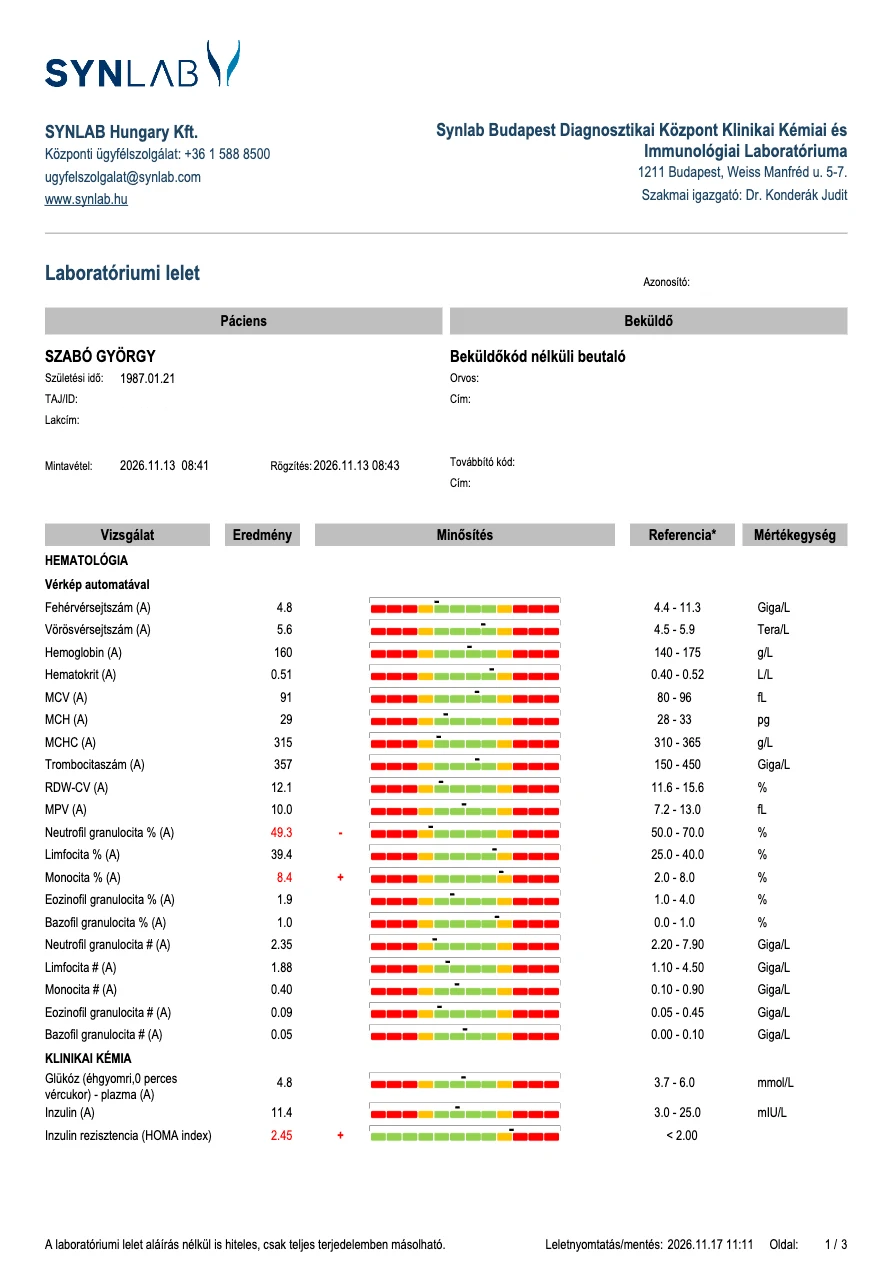 SYNLAB
SYNLAB Hungary Kft.
Központi ügyfélszolgálat: +36 1 588 8500
ugyfelszolgalat@synlab.com
www.synlab.hu
Synlab Budapest Diagnosztikai Központ Klinikai Kémiai és
Immunológiai Laboratóriuma
1211 Budapest, Weiss Manfréd u. 5-7.
Szakmai igazgató: Dr. Konderák Judit
Laboratóriumi lelet
Azonosító:
Páciens
SZABÓ GYÖRGY
Születési idő: 1987.01.21
TAJ/ID:
Lakcím:
Mintavétel: 2026.11.13 08:41 Rögzítés: 2026.11.13 08:43
Beküldő
Beküldőkód nélküli beutaló
Orvos:
Cím:
Továbbító kód:
Cím:
Vizsgálat Eredmény Minősítés Referencia* Mértékegység
HEMATOLÓGIA
Vérkép automatával
Fehérvérsejtszám (A) 4.8 4.4 - 11.3 Giga/L
Vörösvérsejtszám (A) 5.6 4.5 - 5.9 Tera/L
Hemoglobin (A) 160 140 - 175 g/L
Hematokrit (A) 0.51 0.40 - 0.52 L/L
MCV (A) 91 80 - 96 fL
MCH (A) 29 28 - 33 pg
MCHC (A) 315 310 - 365 g/L
Trombocitaszám (A) 357 150 - 450 Giga/L
RDW-CV (A) 12.1 11.6 - 15.6 %
MPV (A) 10.0 7.2 - 13.0 fL
Neutrofil granulocita % (A) 49.3 - 50.0 - 70.0 %
Limfocita % (A) 39.4 25.0 - 40.0 %
Monocita % (A) 8.4 + 2.0 - 8.0 %
Eozinofil granulocita % (A) 1.9 1.0 - 4.0 %
Bazofil granulocita % (A) 1.0 0.0 - 1.0 %
Neutrofil granulocita # (A) 2.35 2.20 - 7.90 Giga/L
Limfocita # (A) 1.88 1.10 - 4.50 Giga/L
Monocita # (A) 0.40 0.10 - 0.90 Giga/L
Eozinofil granulocita # (A) 0.09 0.05 - 0.45 Giga/L
Bazofil granulocita # (A) 0.05 0.00 - 0.10 Giga/L
KLINIKAI KÉMIA
Glükóz (éhgyomri,0 perces
vércukor) - plazma (A) 4.8 3.7 - 6.0 mmol/L
Inzulin (A) 11.4 3.0 - 25.0 mIU/L
Inzulin rezisztencia (HOMA index) 2.45 + < 2.00
A laboratóriumi lelet aláírás nélkül is hiteles, csak teljes terjedelemben másolható. Leletnyomtatás/mentés: 2026.11.17 11:11 Oldal: 1 / 3